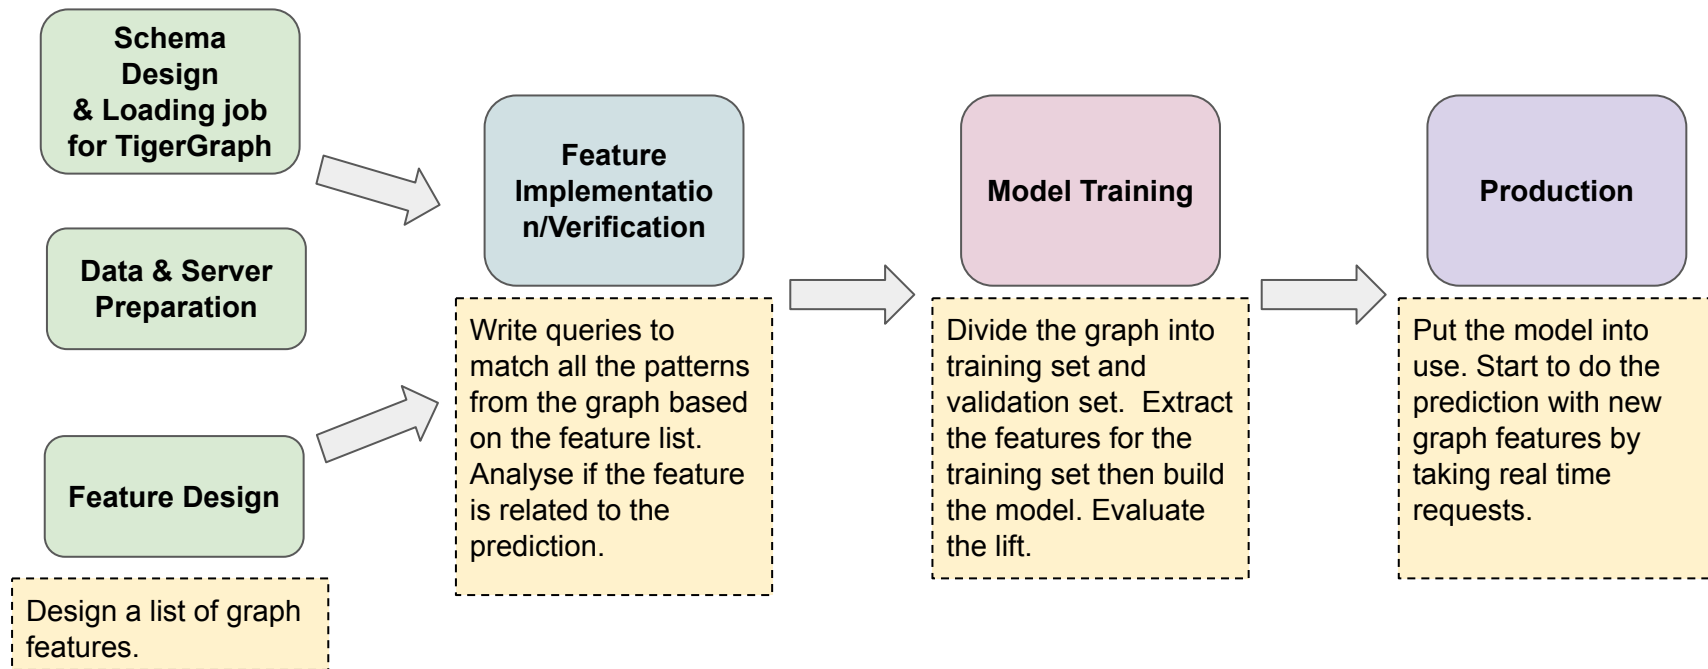 Schema
Design
& Loading job
for TigerGraph
Data & Server
Preparation
Feature Design
Design a list of graph
features.
Feature
Implementatio
n/Verification
Write queries to
match all the patterns
from the graph based
on the feature list.
Analyse if the feature
is related to the
prediction.
Model Training
Divide the graph into
training set and
validation set.  Extract
the features for the
training set then build
the model. Evaluate
the lift.
Production
Put the model into
use. Start to do the
prediction with new
graph features by
taking real time
requests.